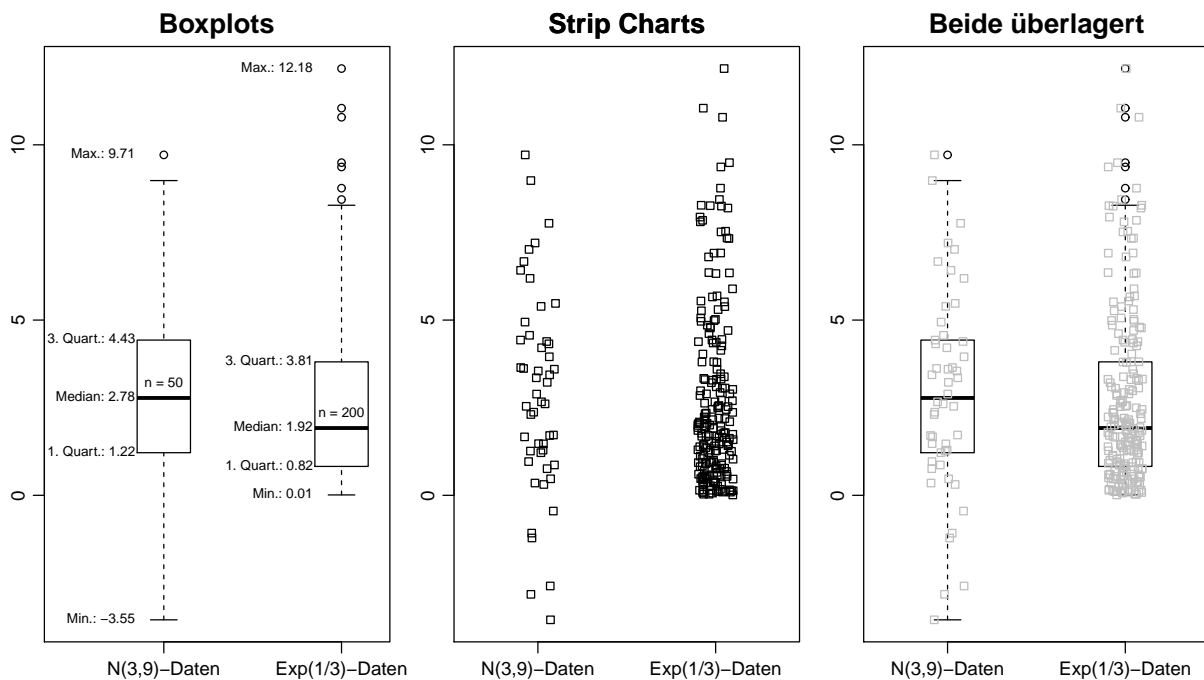 Boxplots
Max.: 12.18
Max.: 9.71
3. Quart.: 4.43
3. Quart.: 3.81
n = 50
Median: 2.78
n = 200
Median: 1.92
1. Quart.: 1.22
1. Quart.: 0.82
Min.: 0.01
Min.: −3.55
0
5
10
N(3,9)−Daten
Exp(1/3)−Daten
Strip Charts
0
5
10
N(3,9)−Daten
Exp(1/3)−Daten
Beide überlagert
0
5
10
N(3,9)−Daten
Exp(1/3)−Daten